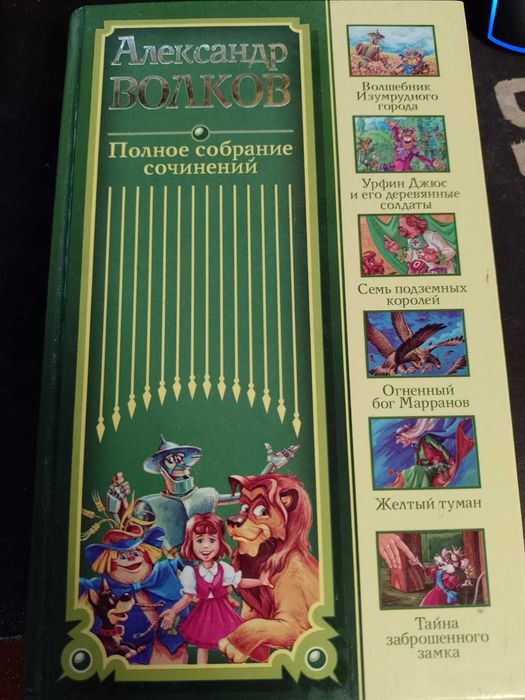 Александр
ВОЛКОВ
Полное собрание
сочинений
Волшебник
Изумрудного
города
Урфин Джюс
и его деревянные
солдаты
Семь подземных
королей
Огненный
бог Марранов
Желтый туман
Тайна
заброшенного
замка